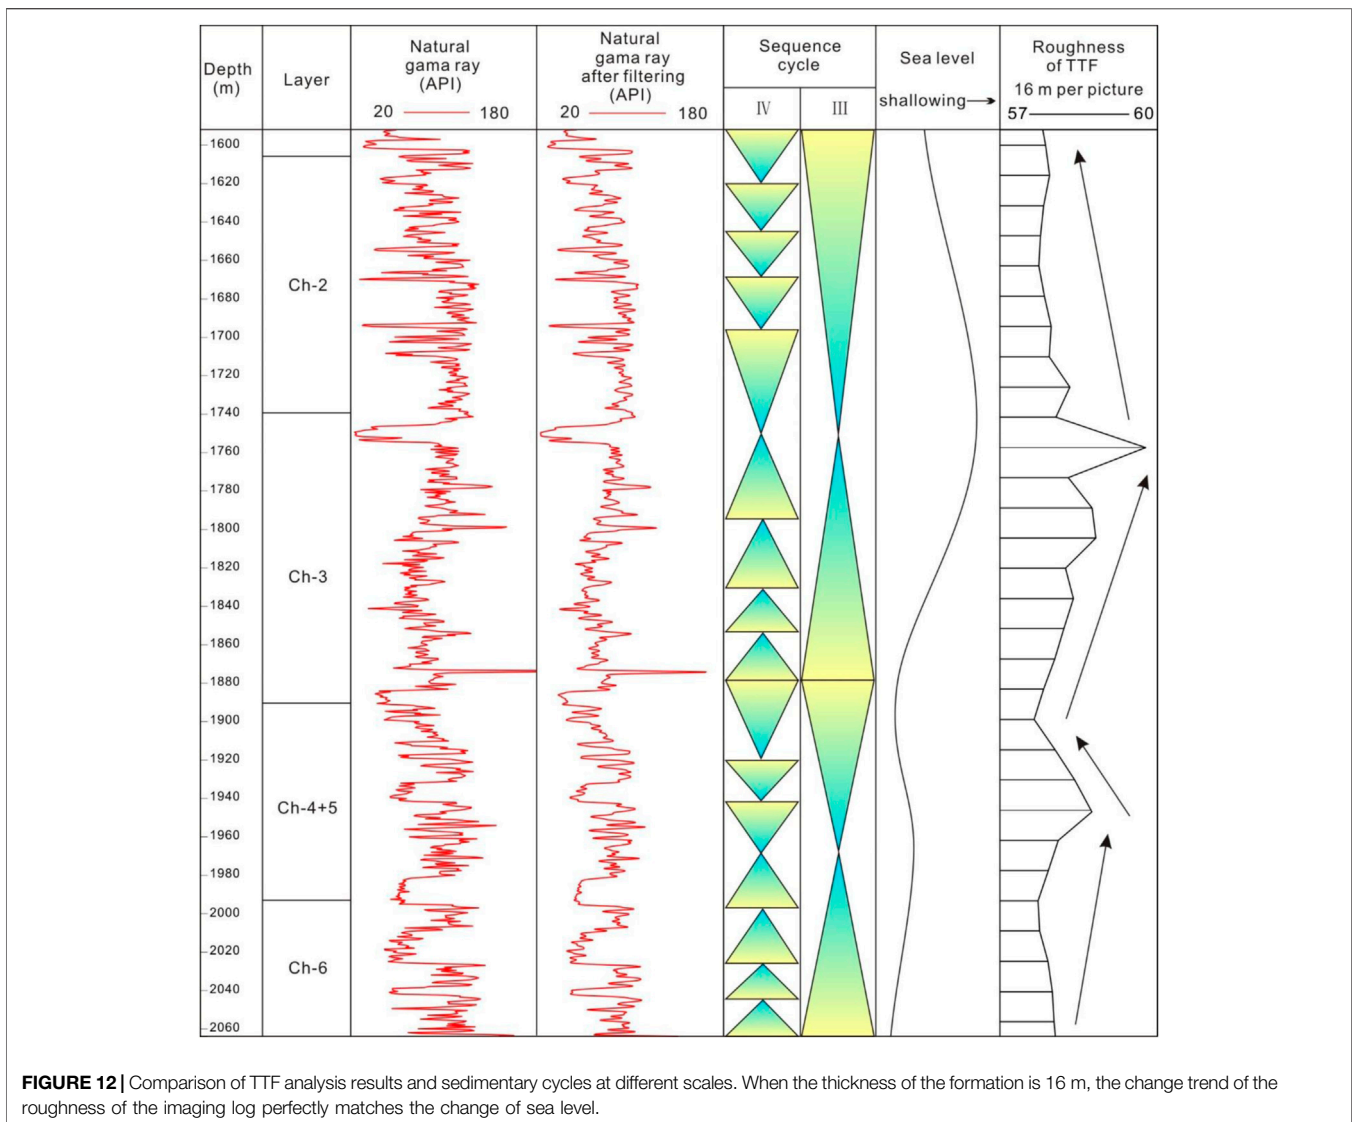 Depth
(m)
Layer
Natural
gama ray
(API)
20 180
Natural
gama ray
after filtering
(API)
20 180
Sequence
cycle
IV III
Sea level
shallowing
Roughness
of TTF
16 m per picture
57 60
1600
1620
1640
1660
1680
1700
1720
1740
1760
1780
1800
1820
1840
1860
1880
1900
1920
1940
1960
1980
2000
2020
2040
2060
Ch-2
Ch-3
Ch-4+5
Ch-6
FIGURE 12 | Comparison of TTF analysis results and sedimentary cycles at different scales. When the thickness of the formation is 16 m, the change trend of the
roughness of the imaging log perfectly matches the change of sea level.